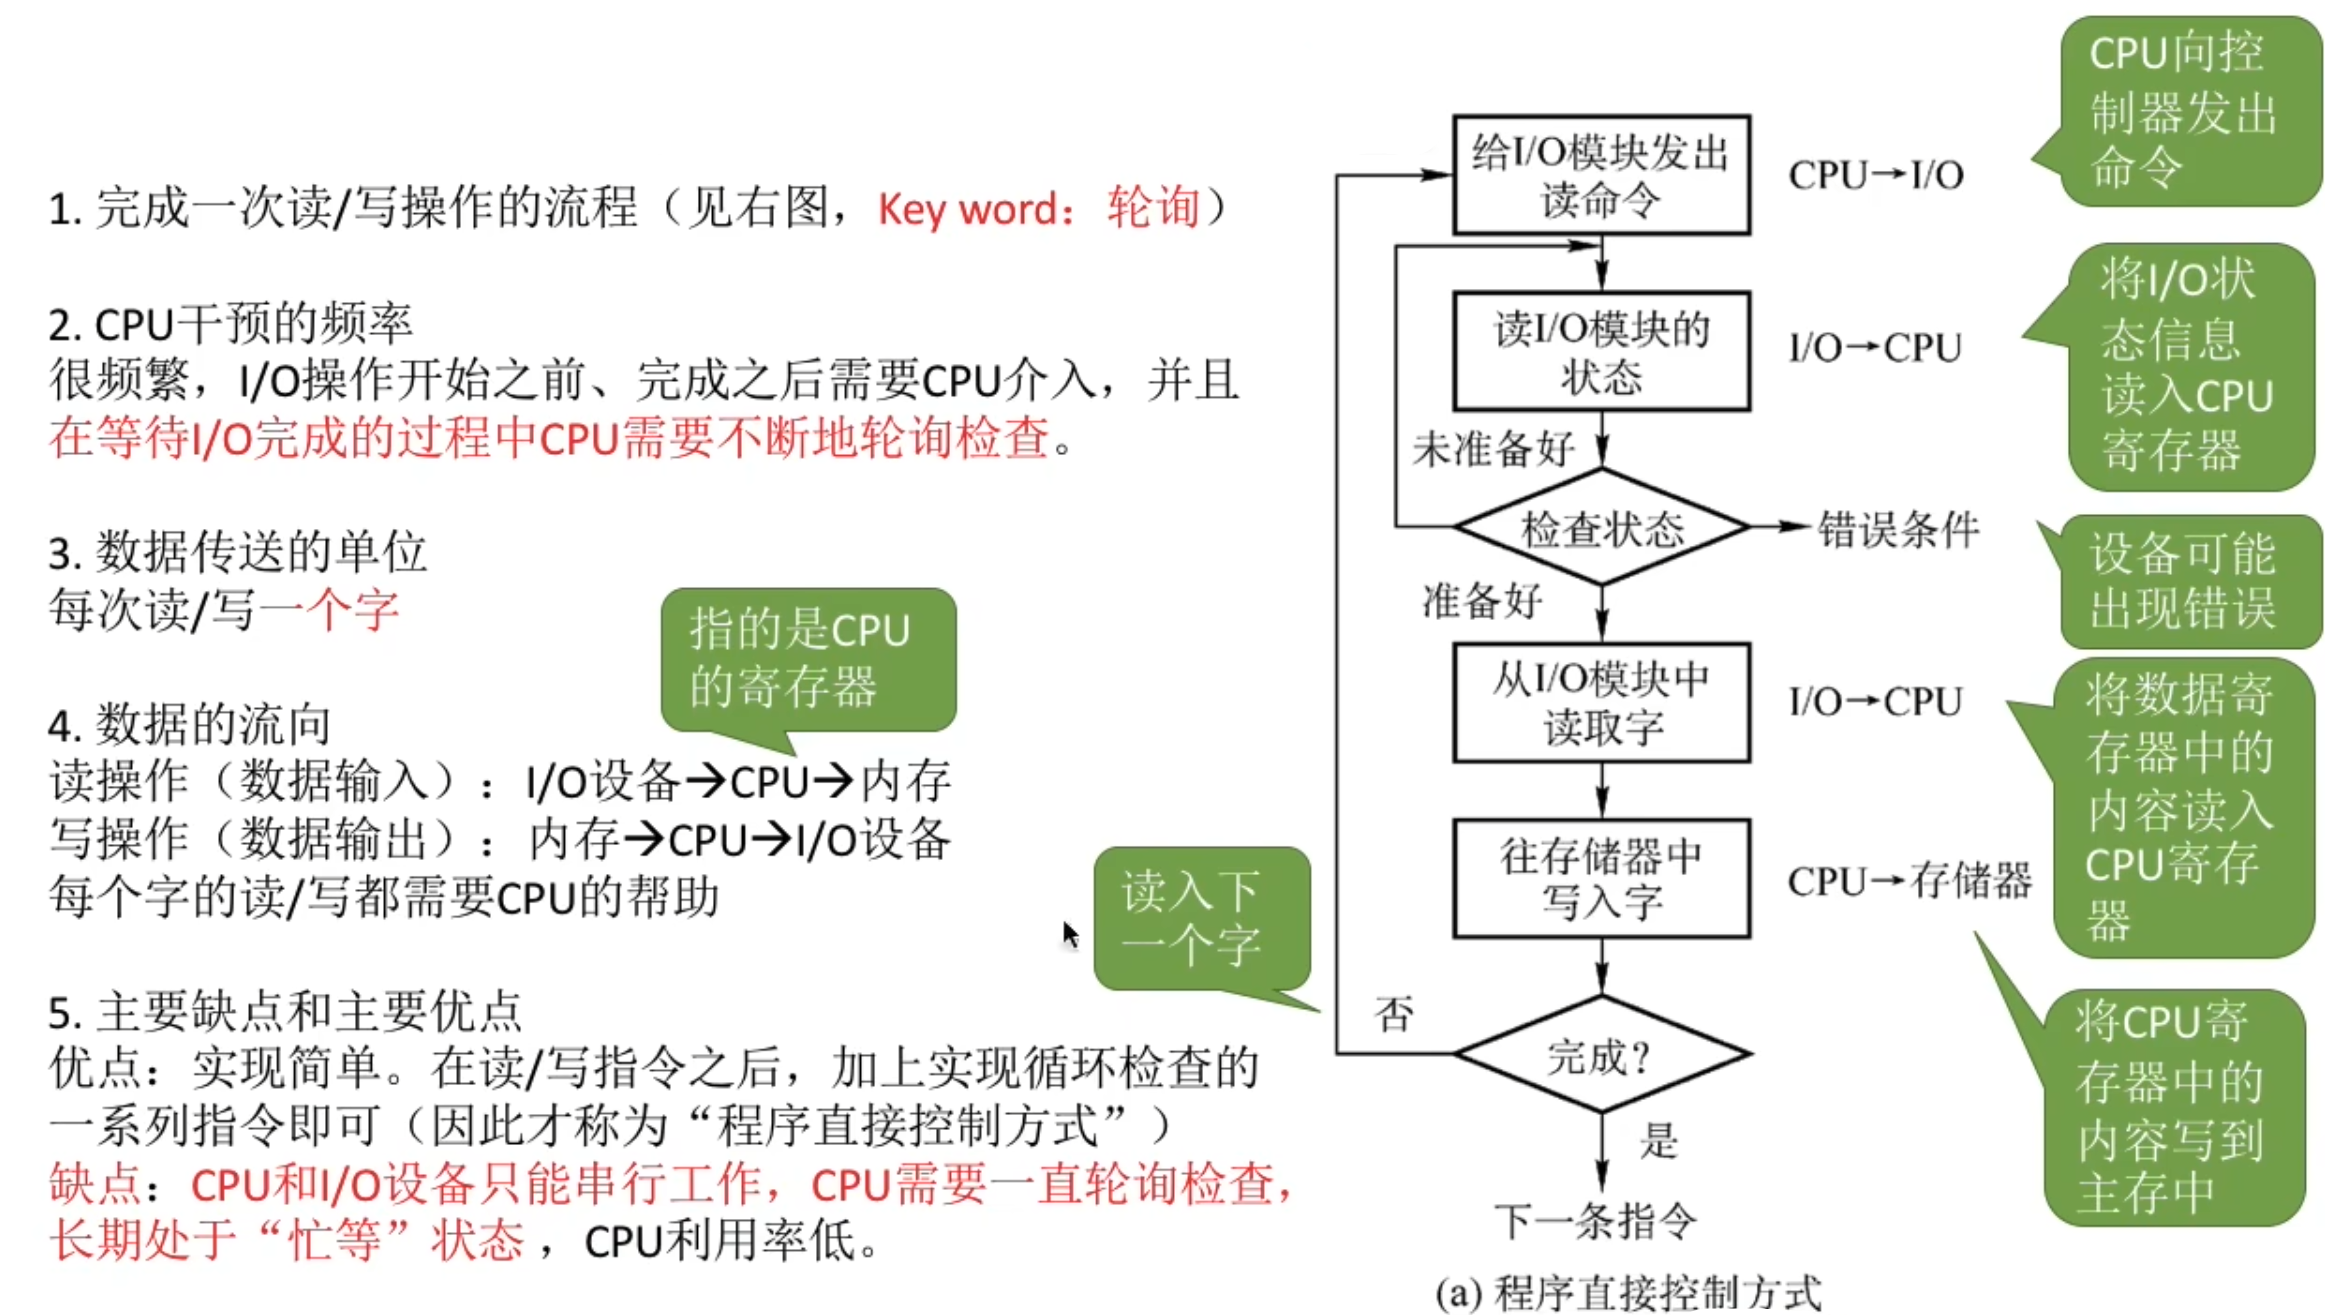 1. 完成一次读/写操作的流程（见右图，Key word：轮询）
2. CPU干预的频率
很频繁，I/O操作开始之前、完成之后需要CPU介入，并且
在等待I/O完成的过程中CPU需要不断地轮询检查。
3. 数据传送的单位
每次读/写一个字
指的是CPU
的寄存器
4. 数据的流向
读操作（数据输入）：I/O设备→CPU→内存
写操作（数据输出）：内存→CPU→I/O设备
每个字的读/写都需要CPU的帮助
5. 主要缺点和主要优点
优点：实现简单。在读/写指令之后，加上实现循环检查的
一系列指令即可（因此才称为“程序直接控制方式”）
缺点：CPU和I/O设备只能串行工作，CPU需要一直轮询检查，
长期处于“忙等”状态，CPU利用率低。
给I/O模块发出
读命令
CPU→I/O
CPU向控
制器发出
命令
读I/O模块的
状态
I/O→CPU
将I/O状
态信息
读入CPU
寄存器
未准备好
检查状态
错误条件
设备可能
出现错误
准备好
从I/O模块中
读取字
I/O→CPU
将数据寄
存器中的
内容读入
CPU寄存
器
往存储器中
写入字
CPU→存储器
将CPU寄
存器中的
内容写到
主存中
读入下
一个字
否
完成?
是
下一条指令
(a) 程序直接控制方式